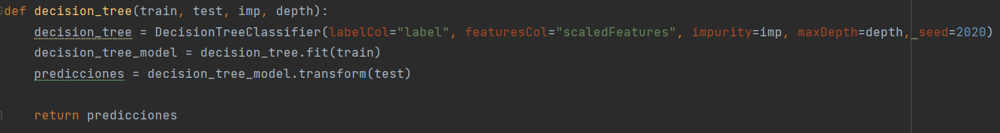 def decision_tree(train, test, imp, depth):
    decision_tree = DecisionTreeClassifier(labelCol="label", featuresCol="scaledFeatures", impurity=imp, maxDepth=depth, seed=2020)
    decision_tree_model = decision_tree.fit(train)
    predicciones = decision_tree_model.transform(test)
    return predicciones